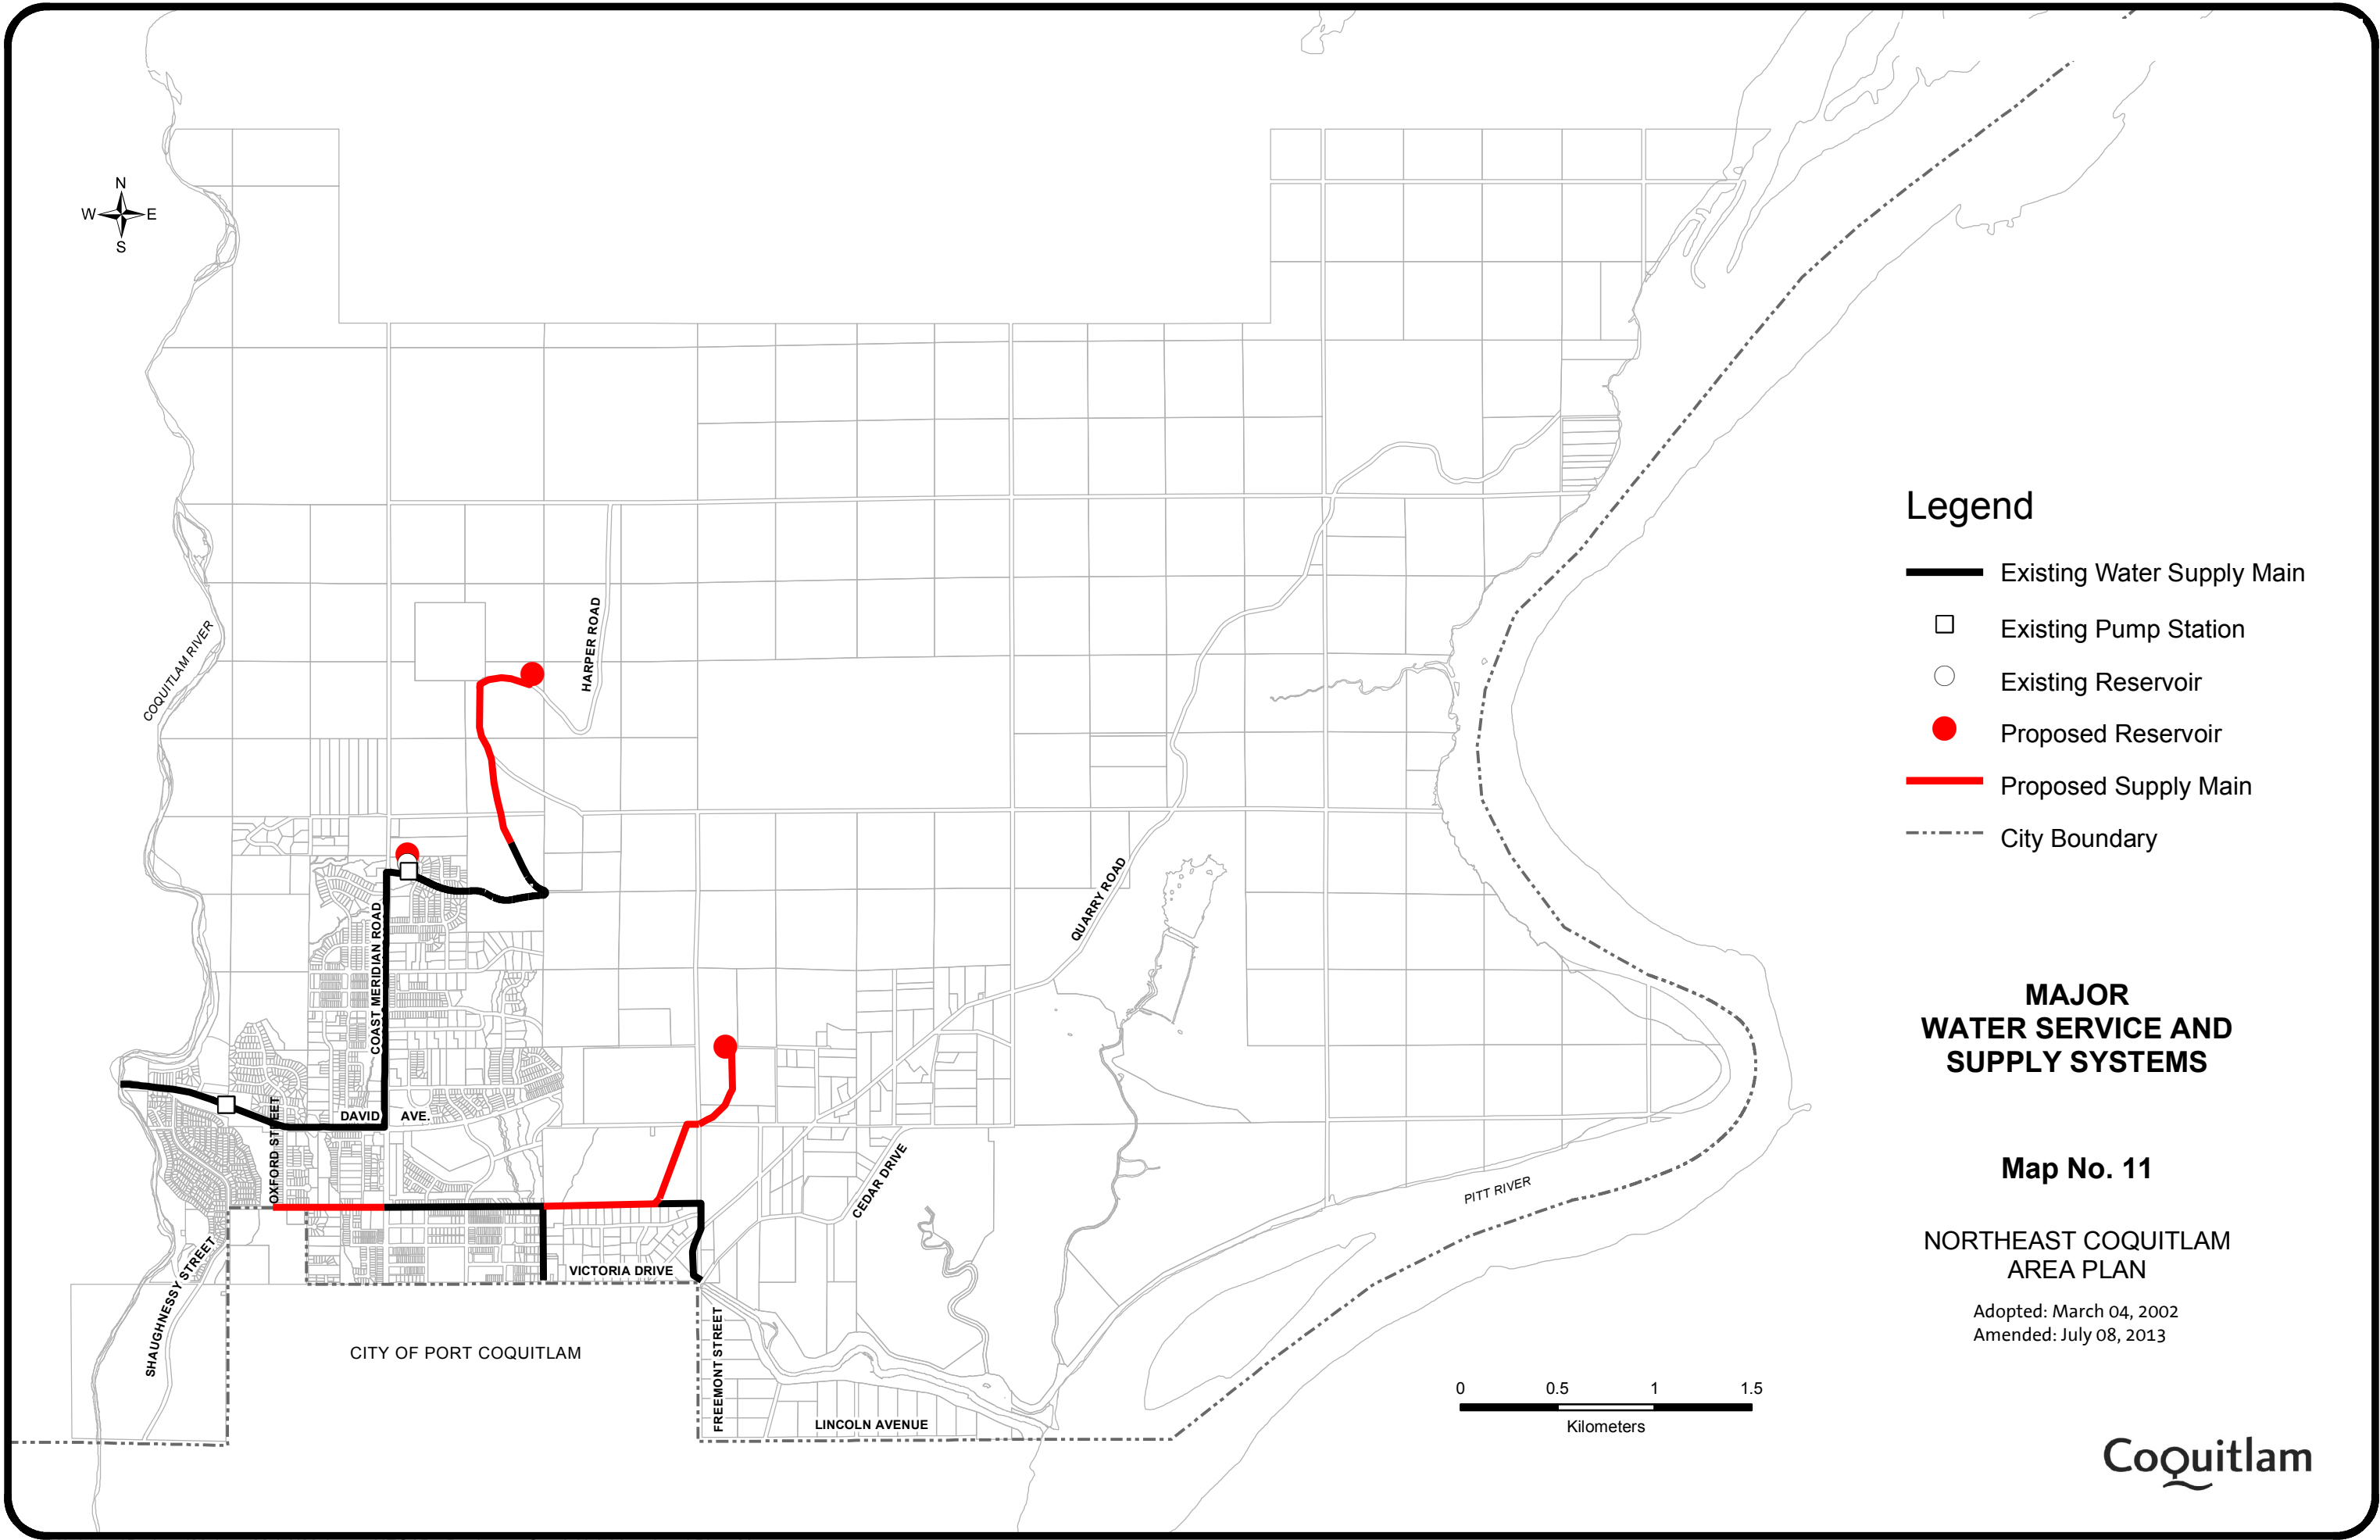 N
W E
S
COQUITLAM RIVER
HARPER ROAD
COAST MERIDIAN ROAD
QUARRY ROAD
DAVID AVE.
OXFORD STREET
CEDAR DRIVE
SHAUGHNESSY STREET
VICTORIA DRIVE
FREEMONT STREET
PITT RIVER
CITY OF PORT COQUITLAM
LINCOLN AVENUE
0 0.5 1 1.5
Kilometers
Legend
Existing Water Supply Main
Existing Pump Station
Existing Reservoir
Proposed Reservoir
Proposed Supply Main
City Boundary
MAJOR
WATER SERVICE AND
SUPPLY SYSTEMS
Map No. 11
NORTHEAST COQUITLAM
AREA PLAN
Adopted: March 04, 2002
Amended: July 08, 2013
Coquitlam